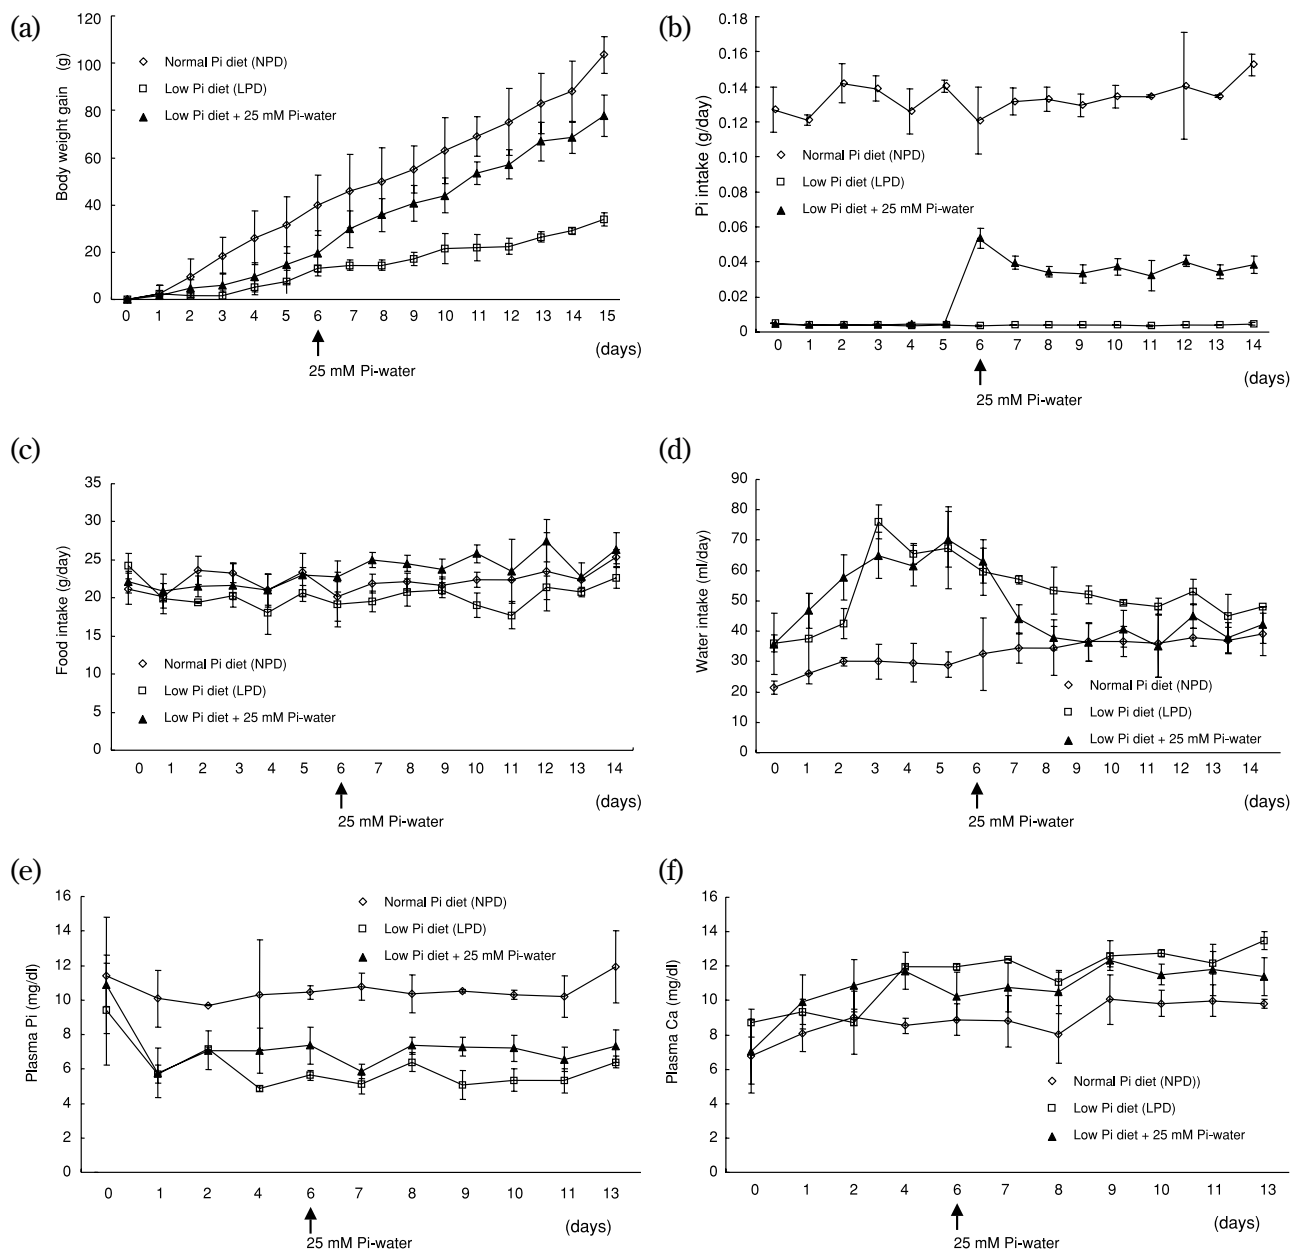 (a)
120
100
80
60
40
20
0
Body weight gain (g)
Normal Pi diet (NPD)
Low Pi diet (LPD)
Low Pi diet + 25 mM Pi-water
0 1 2 3 4 5 6 7 8 9 10 11 12 13 14 15
(days)
25 mM Pi-water
(b)
0.18
0.16
0.14
0.12
0.10
0.08
0.06
0.04
0.02
0
Pi intake (g/day)
Normal Pi diet (NPD)
Low Pi diet (LPD)
Low Pi diet + 25 mM Pi-water
0 1 2 3 4 5 6 7 8 9 10 11 12 13 14
(days)
25 mM Pi-water
(c)
35
30
25
20
15
10
5
0
Food intake (g/day)
Normal Pi diet (NPD)
Low Pi diet (LPD)
Low Pi diet + 25 mM Pi-water
0 1 2 3 4 5 6 7 8 9 10 11 12 13 14
(days)
25 mM Pi-water
(d)
90
80
70
60
50
40
30
20
10
0
Water intake (ml/day)
Normal Pi diet (NPD)
Low Pi diet (LPD)
Low Pi diet + 25 mM Pi-water
0 1 2 3 4 5 6 7 8 9 10 11 12 13 14
(days)
25 mM Pi-water
(e)
16
14
12
10
8
6
4
2
0
Plasma Pi (mg/dl)
Normal Pi diet (NPD)
Low Pi diet (LPD)
Low Pi diet + 25 mM Pi-water
0 1 2 4 6 7 8 9 10 11 13
(days)
25 mM Pi-water
(f)
16
14
12
10
8
6
4
2
0
Plasma Ca (mg/dl)
Normal Pi diet (NPD))
Low Pi diet (LPD)
Low Pi diet + 25 mM Pi-water
0 1 2 4 6 7 8 9 10 11 13
(days)
25 mM Pi-water